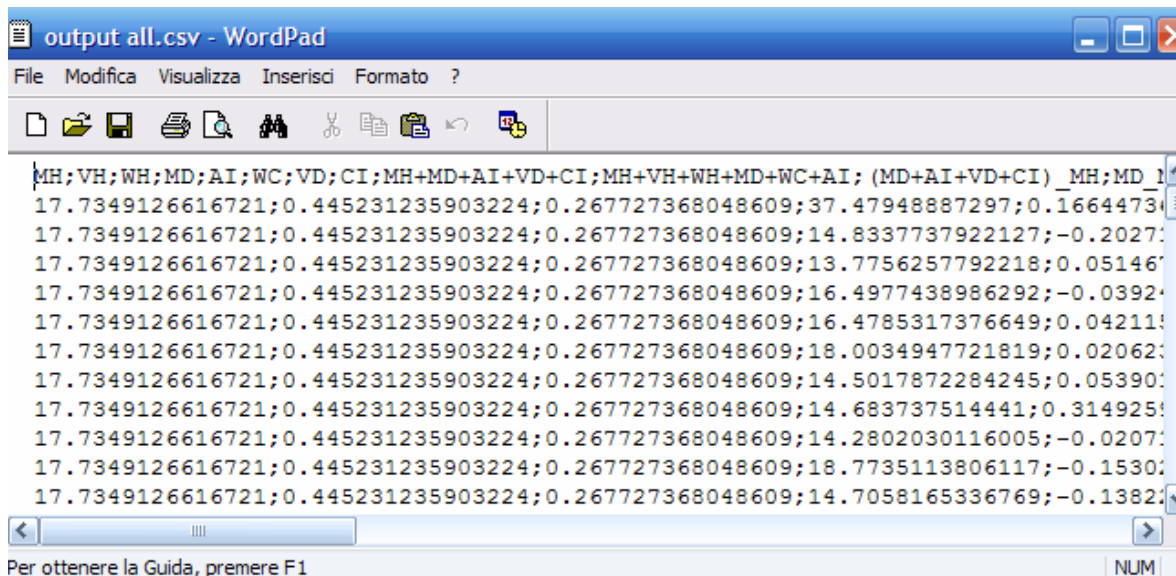 output all.csv - WordPad
File Modifica Visualizza Inserisci Formato ?
MH;VH;WH;MD;AI;WC;VD;CI;MH+MD+AI+VD+CI;MH+VH+WH+MD+WC+AI;(MD+AI+VD+CI)_MH;MD_
17.7349126616721;0.445231235903224;0.267727368048609;37.47948887297;0.1664473
17.7349126616721;0.445231235903224;0.267727368048609;14.8337737922127;-0.2027
17.7349126616721;0.445231235903224;0.267727368048609;13.7756257792218;0.05146
17.7349126616721;0.445231235903224;0.267727368048609;16.4977438986292;-0.0392
17.7349126616721;0.445231235903224;0.267727368048609;16.4785317376649;0.04211
17.7349126616721;0.445231235903224;0.267727368048609;18.0034947721819;0.02062
17.7349126616721;0.445231235903224;0.267727368048609;14.5017872284245;0.05390
17.7349126616721;0.445231235903224;0.267727368048609;14.683737514441;0.314925
17.7349126616721;0.445231235903224;0.267727368048609;14.2802030116005;-0.0207
17.7349126616721;0.445231235903224;0.267727368048609;18.7735113806117;-0.1530
17.7349126616721;0.445231235903224;0.267727368048609;14.7058165336769;-0.1382
Per ottenere la Guida, premere F1 NUM